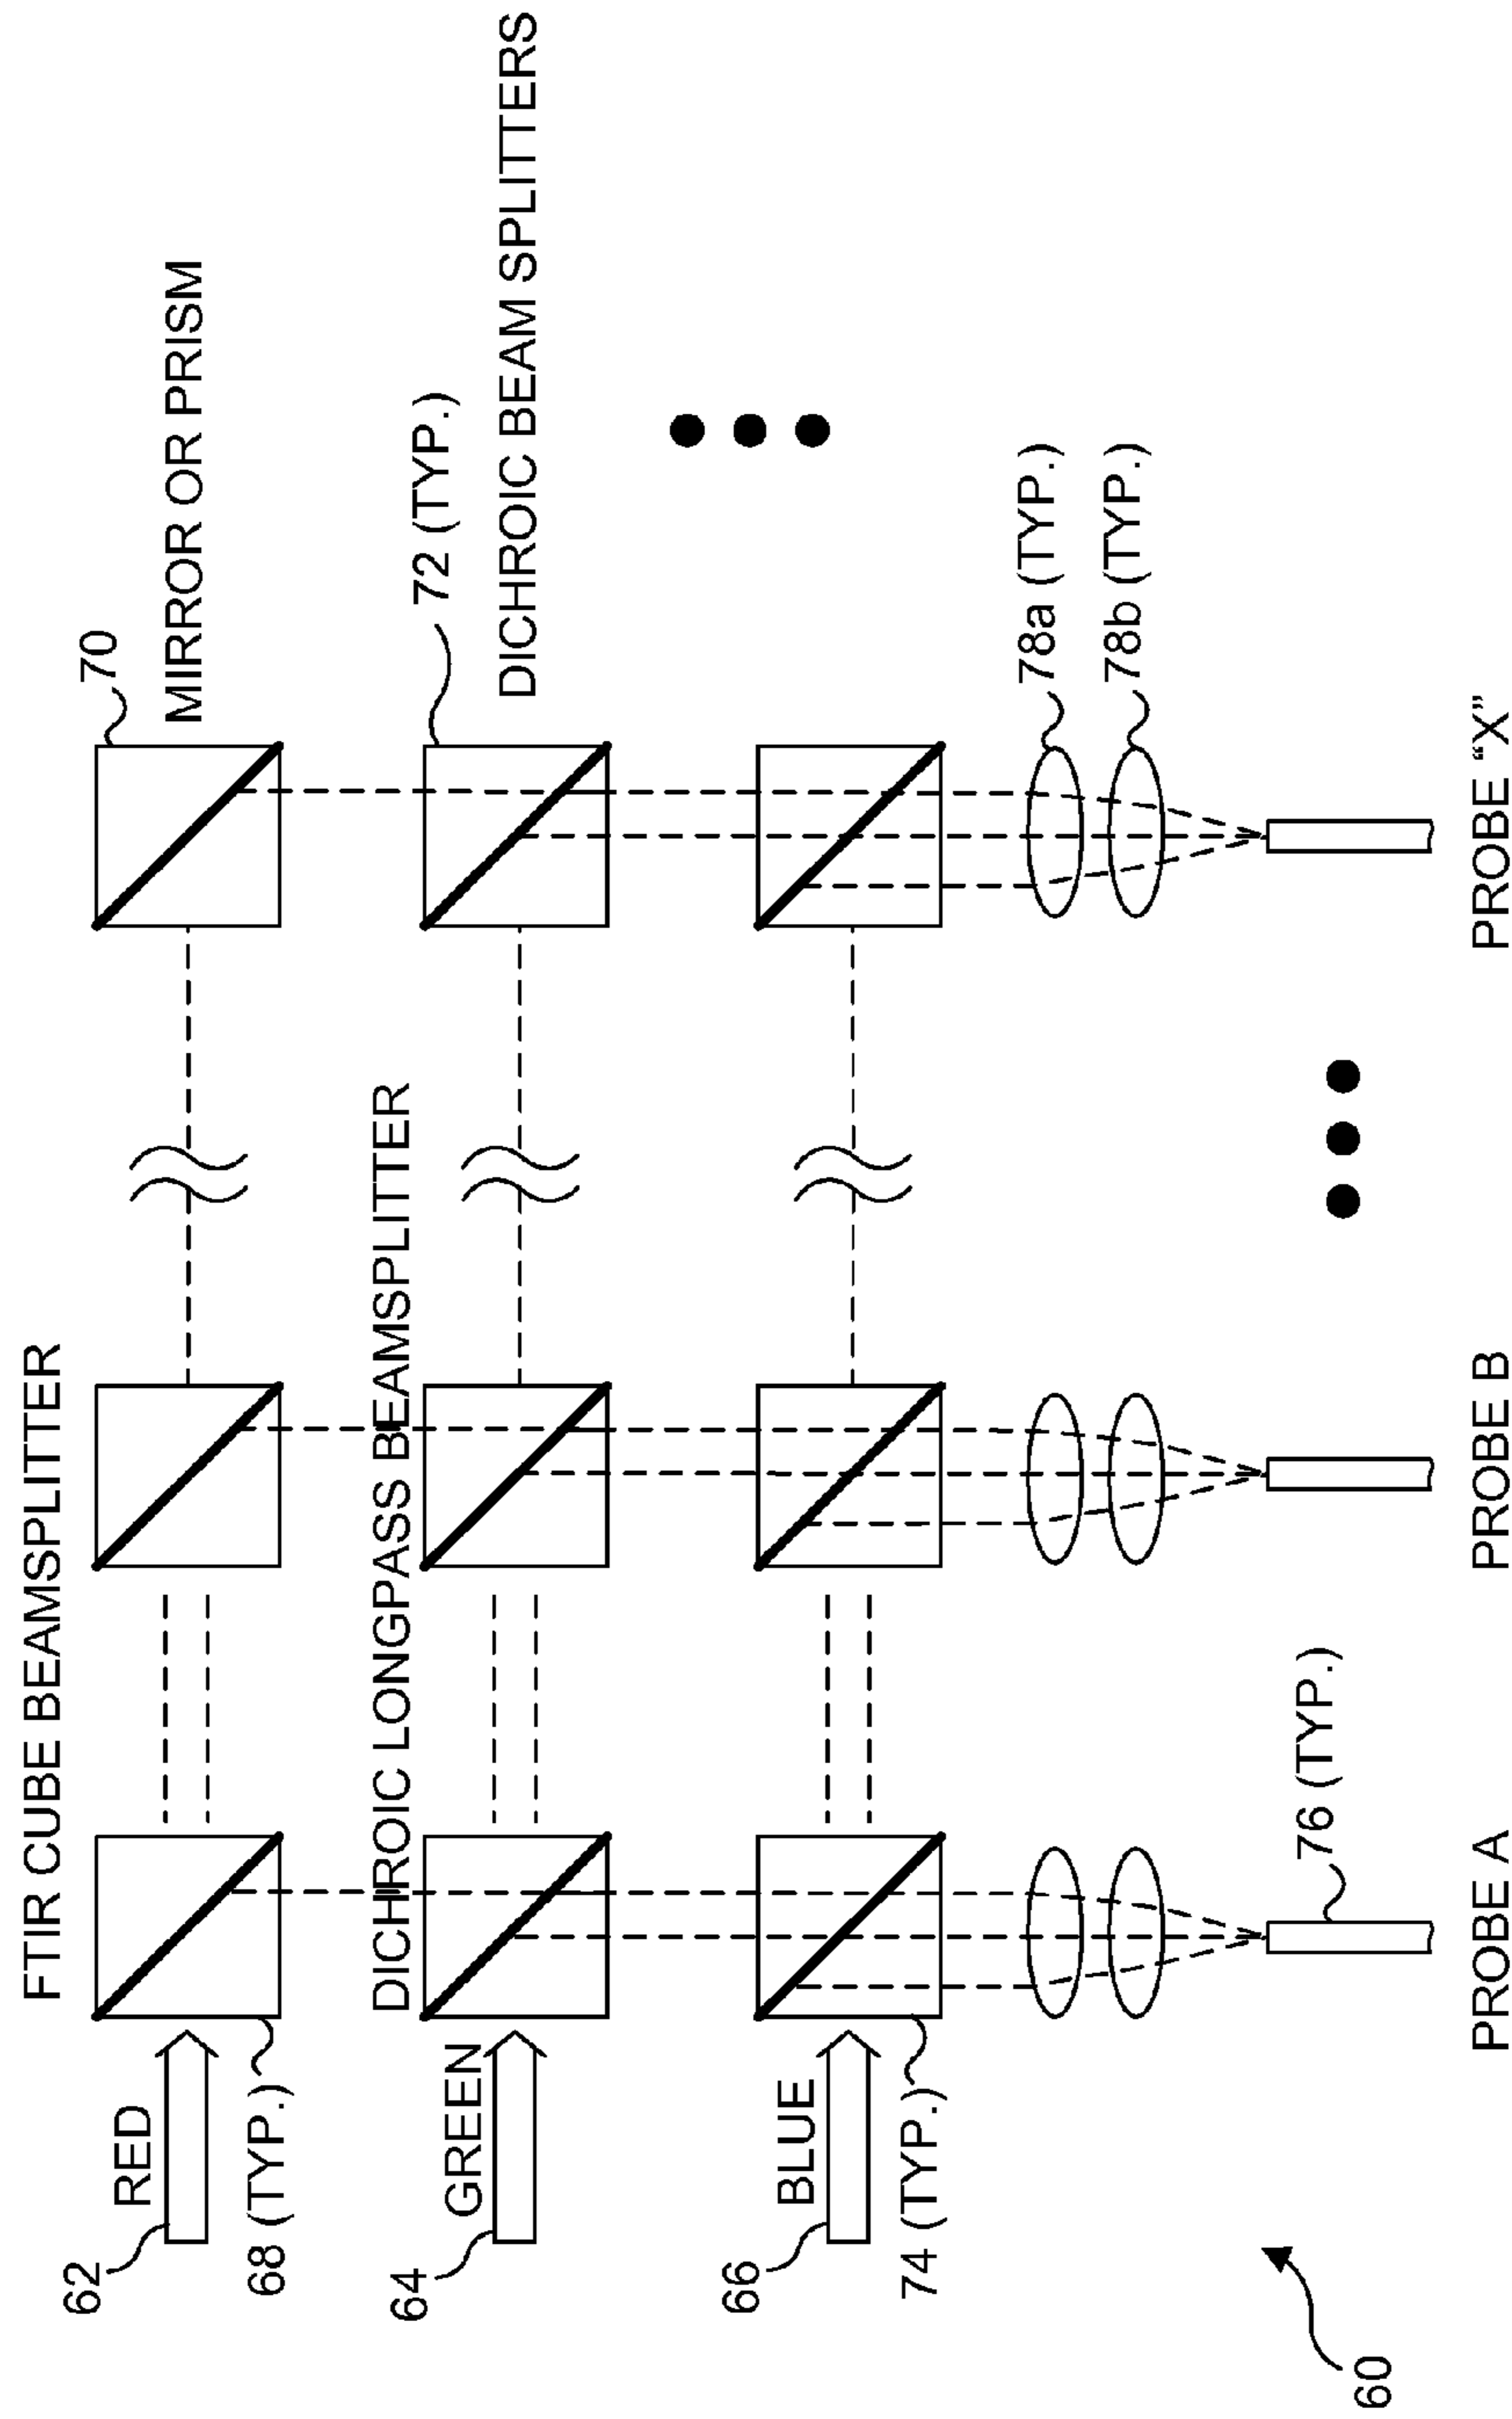 FTIR CUBE BEAMSPLITTER
62
RED
68 (TYP.)
70
MIRROR OR PRISM
DICHROIC LONGPASS BEAMSPLITTER
64
GREEN
72 (TYP.)
DICHROIC BEAM SPLITTERS
66
BLUE
74 (TYP.)
78a (TYP.)
78b (TYP.)
76 (TYP.)
60
PROBE A
PROBE B
PROBE “X”